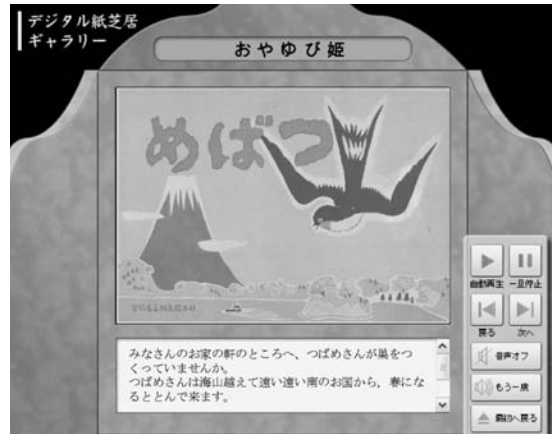 デジタル紙芝居
ギャラリー
おやゆび姫
めばつ
みなさんのお家の軒のところへ、つばめさんが巣をつ
くっていませんか。
つばめさんは海山越えて遠い遠い南のお国から，春にな
るととんで来ます。
自動再生 一旦停止
戻る 次へ
音声オフ
もう一度
最初へ戻る